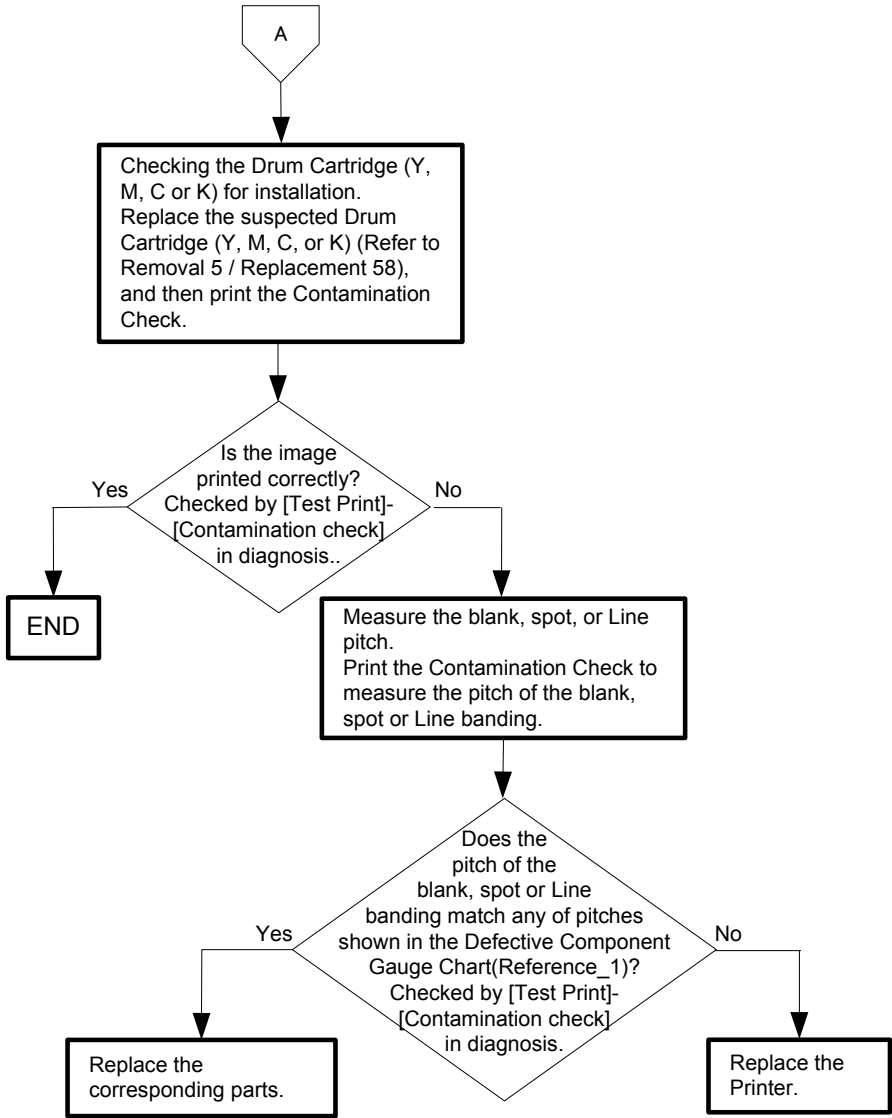 A
Checking the Drum Cartridge (Y,
M, C or K) for installation.
Replace the suspected Drum
Cartridge (Y, M, C, or K) (Refer to
Removal 5 / Replacement 58),
and then print the Contamination
Check.
Is the image
printed correctly?
Checked by [Test Print]-
[Contamination check]
in diagnosis..
Yes
No
END
Measure the blank, spot, or Line
pitch.
Print the Contamination Check to
measure the pitch of the blank,
spot or Line banding.
Does the
pitch of the
blank, spot or Line
banding match any of pitches
shown in the Defective Component
Gauge Chart(Reference_1)?
Checked by [Test Print]-
[Contamination check]
in diagnosis.
Yes
No
Replace the
corresponding parts.
Replace the
Printer.